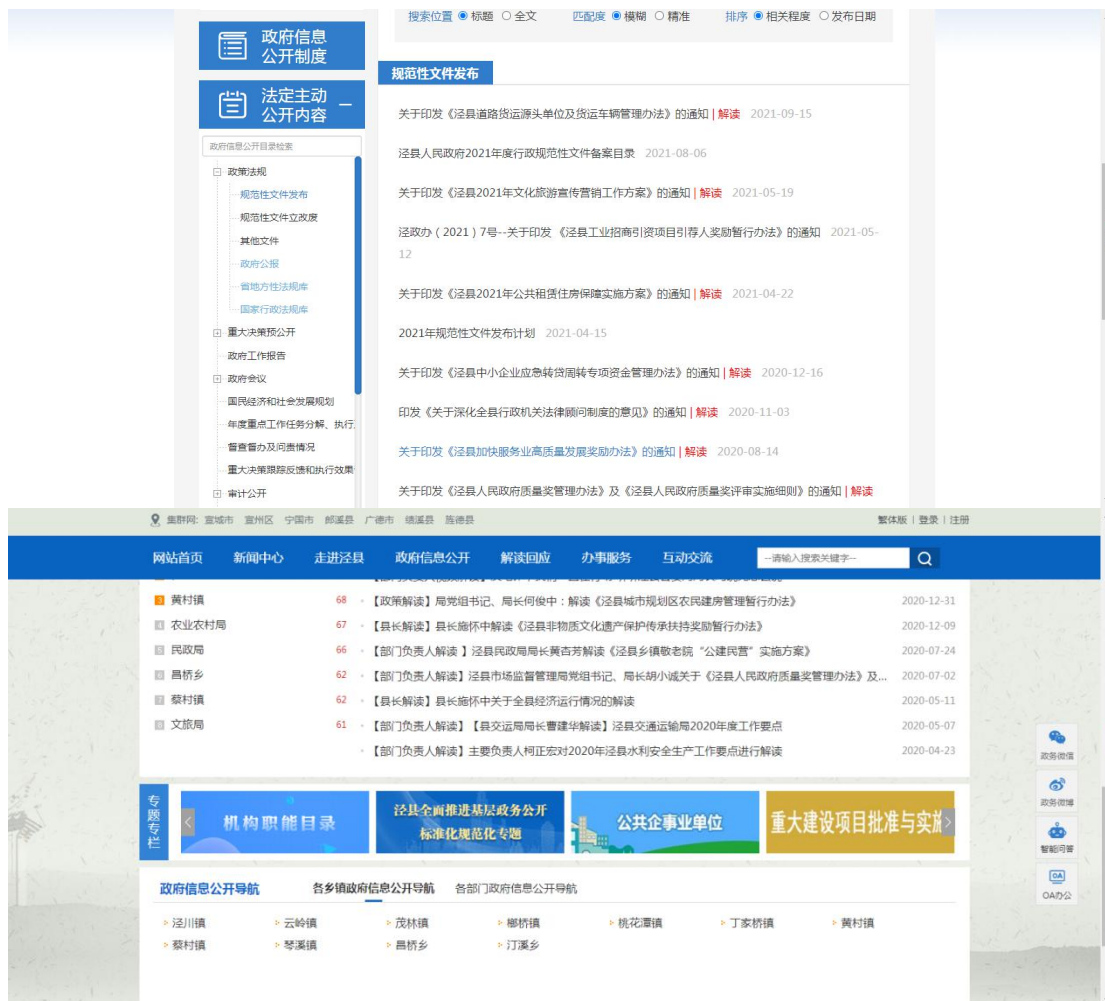 搜索位置 标题 全文 匹配度 模糊 精准 排序 相关程度 发布日期
政府信息
公开制度
法定主动
公开内容
政府信息公开目录检索
政策法规
规范性文件发布
规范性文件立改废
其他文件
政府公报
省地方性法规库
国家行政法规库
重大决策预公开
政府工作报告
政府会议
国民经济和社会发展规划
年度重点工作任务分解、执行
督查督办及问责情况
重大决策跟踪反馈和执行效果
审计公开
规范性文件发布
关于印发《泾县道路货运源头单位及货运车辆管理办法》的通知 | 解读 2021-09-15
泾县人民政府2021年度行政规范性文件备案目录 2021-08-06
关于印发《泾县2021年文化旅游宣传营销工作方案》的通知 | 解读 2021-05-19
泾政办（2021）7号--关于印发 《泾县工业招商引资项目引荐人奖励暂行办法》的通知 2021-05-
12
关于印发《泾县2021年公共租赁住房保障实施方案》的通知 | 解读 2021-04-22
2021年规范性文件发布计划 2021-04-15
关于印发《泾县中小企业应急转贷周转专项资金管理办法》的通知 | 解读 2020-12-16
印发《关于深化全县行政机关法律顾问制度的意见》的通知 | 解读 2020-11-03
关于印发《泾县加快服务业高质量发展奖励办法》的通知 | 解读 2020-08-14
关于印发《泾县人民政府质量奖管理办法》及《泾县人民政府质量奖评审实施细则》的通知 | 解读
集群网: 宣城市 宣州区 宁国市 郎溪县 广德市 绩溪县 旌德县 繁体版 | 登录 | 注册
网站首页 新闻中心 走进泾县 政府信息公开 解读回应 办事服务 互动交流 --请输入搜索关键字--
3 黄村镇 68
4 农业农村局 67
5 民政局 66
6 昌桥乡 62
7 蔡村镇 62
8 文旅局 61
【政策解读】局党组书记、局长何俊中：解读《泾县城市规划区农民建房管理暂行办法》 2020-12-31
【县长解读】县长施怀中解读《泾县非物质文化遗产保护传承扶持奖励暂行办法》 2020-12-09
【部门负责人解读 】泾县民政局局长黄杏芳解读《泾县乡镇敬老院“公建民营”实施方案》 2020-07-24
【部门负责人解读】泾县市场监督管理局党组书记、局长胡小诚关于《泾县人民政府质量奖管理办法》及... 2020-07-02
【县长解读】县长施怀中关于全县经济运行情况的解读 2020-05-11
【部门负责人解读】【县交运局局长曹建华解读】泾县交通运输局2020年度工作要点 2020-05-07
【部门负责人解读】主要负责人柯正宏对2020年泾县水利安全生产工作要点进行解读 2020-04-23
政务微信
政务微博
智能问答
OA
OA办公
专题专栏
机构职能目录
泾县全面推进基层政务公开
标准化规范化专题
公共企事业单位
重大建设项目批准与实施
政府信息公开导航 各乡镇政府信息公开导航 各部门政府信息公开导航
泾川镇 云岭镇 茂林镇 榔桥镇 桃花潭镇 丁家桥镇 黄村镇
蔡村镇 琴溪镇 昌桥乡 汀溪乡